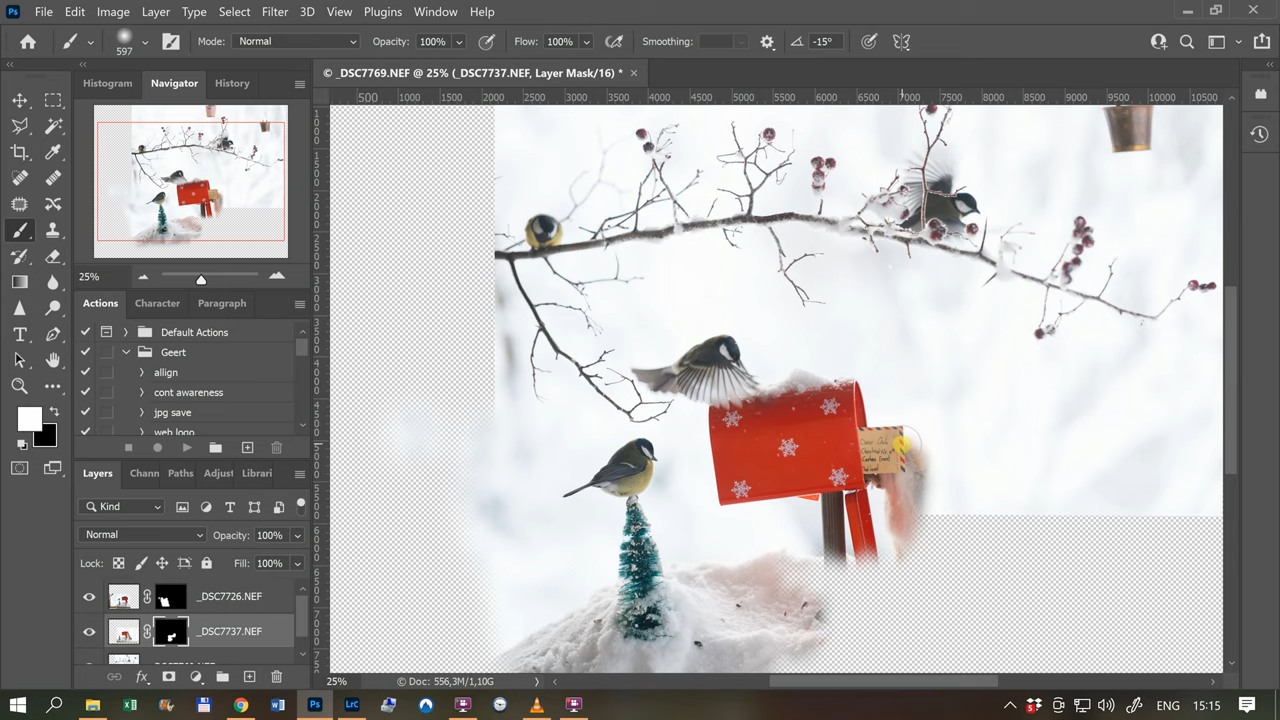 Ps File Edit Image Layer Type Select Filter 3D View Plugins Window Help
597 Mode: Normal Opacity: 100% Flow: 100% Smoothing: -15°
Histogram Navigator History
© _DSC7769.NEF @ 25% (_DSC7737.NEF, Layer Mask/16) *
500 1000 1500 2000 2500 3000 3500 4000 4500 5000 5500 6000 6500 7000 7500 8000 8500 9000 9500 10000 10500
25%
Actions Character Paragraph
Default Actions
Geert
allign
cont awareness
jpg save
web logo
Layers Chann Paths Adjust Librari
Kind
Normal Opacity: 100%
Lock: Fill: 100%
_DSC7726.NEF
_DSC7737.NEF
fx
25% © Doc: 556,3M/1,10G
Ps LrC ENG 15:15